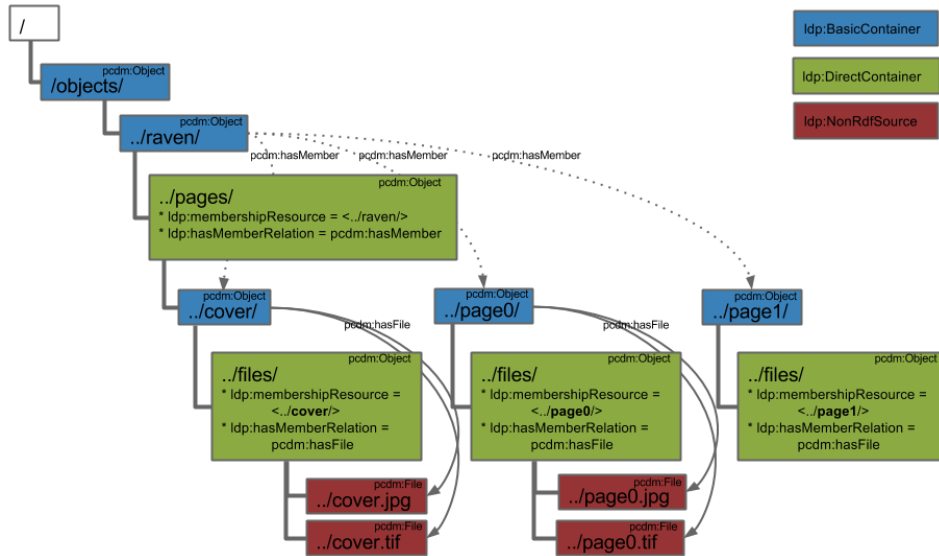 /
ldp:BasicContainer
pcdm:Object
/objects/
ldp:DirectContainer
pcdm:Object
../raven/
ldp:NonRdfSource
pcdm:hasMember
pcdm:hasMember
pcdm:hasMember
pcdm:Object
../pages/
* ldp:membershipResource = <../raven/>
* ldp:hasMemberRelation = pcdm:hasMember
pcdm:Object
../cover/
pcdm:Object
../page0/
pcdm:Object
../page1/
pcdm:hasFile
pcdm:hasFile
pcdm:Object
../files/
* ldp:membershipResource =
<../cover/>
* ldp:hasMemberRelation =
pcdm:hasFile
pcdm:Object
../files/
* ldp:membershipResource =
<../page0/>
* ldp:hasMemberRelation =
pcdm:hasFile
pcdm:Object
../files/
* ldp:membershipResource =
<../page1/>
* ldp:hasMemberRelation =
pcdm:hasFile
pcdm:File
../cover.jpg
pcdm:File
../cover.tif
pcdm:File
../page0.jpg
pcdm:File
../page0.tif